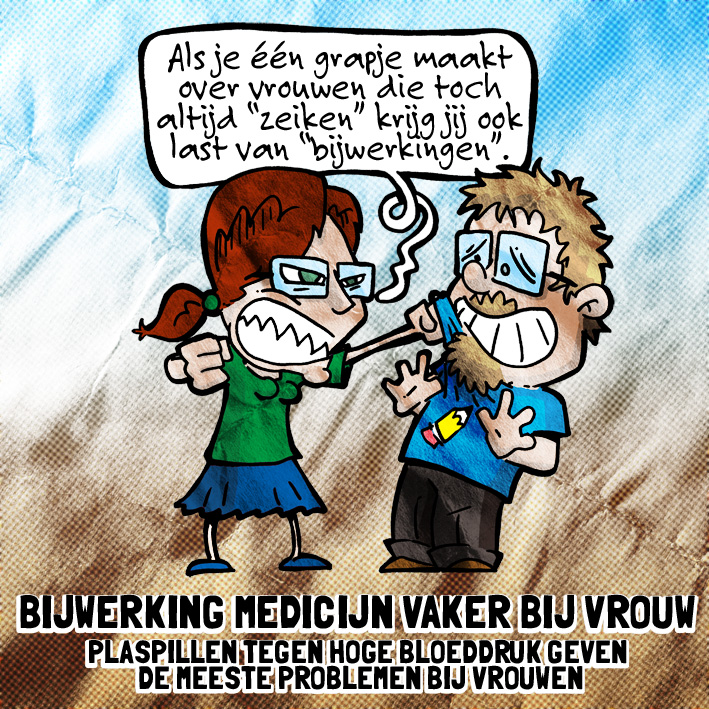 Als je één grapje maakt
over vrouwen die toch
altijd "zeiken" krijg jij ook
last van "bijwerkingen".
BIJWERKING MEDICIJN VAKER BIJ VROUW
PLASPILLEN TEGEN HOGE BLOEDDRUK GEVEN
DE MEESTE PROBLEMEN BIJ VROUWEN